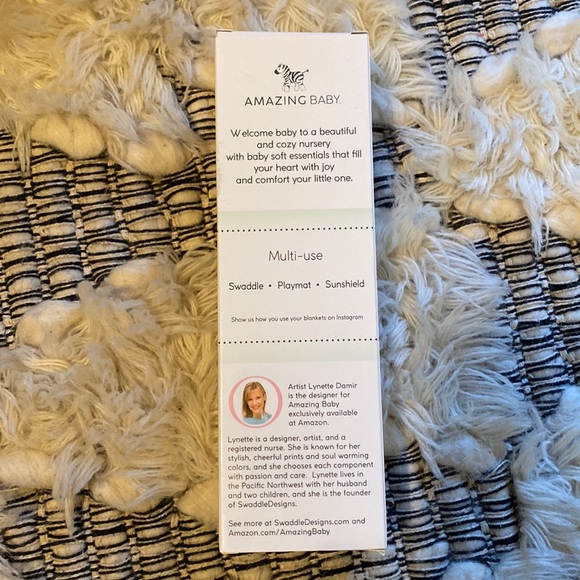 AMAZING BABY.
Welcome baby to a beautiful
and cozy nursery
with baby soft essentials that fill
your heart with joy
and comfort your little one.
Multi-use
Swaddle • Playmat • Sunshield
Show us how you use your blankets on Instagram
Artist Lynette Damir
is the designer for
Amazing Baby
exclusively available
at Amazon.
Lynette is a designer, artist, and a
registered nurse. She is known for her
stylish, cheerful prints and soul warming
colors, and she chooses each component
with passion and care. Lynette lives in
the Pacific Northwest with her husband
and two children, and she is the founder
of SwaddleDesigns.
See more at SwaddleDesigns.com and
Amazon.com/AmazingBaby